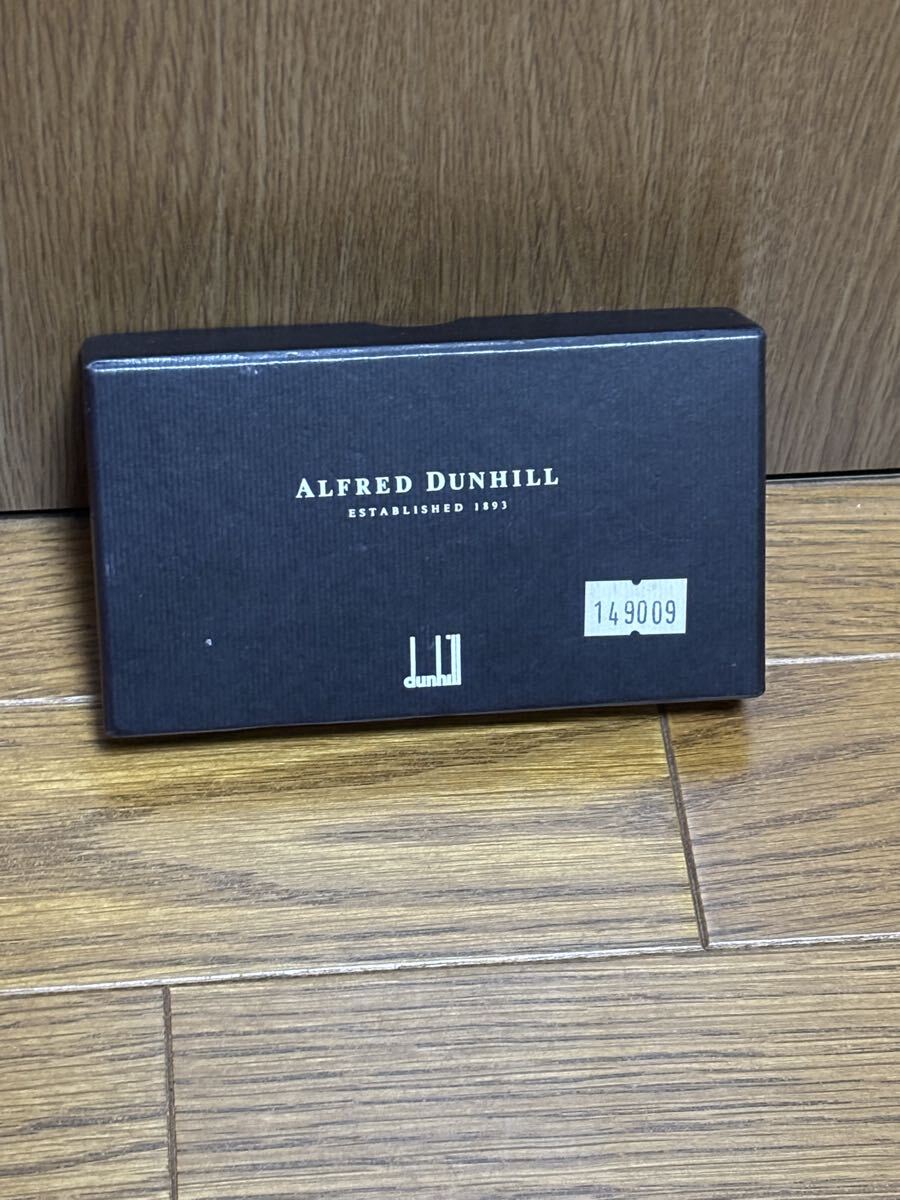 ALFRED DUNHILL
ESTABLISHED 1893
149009
dunhill